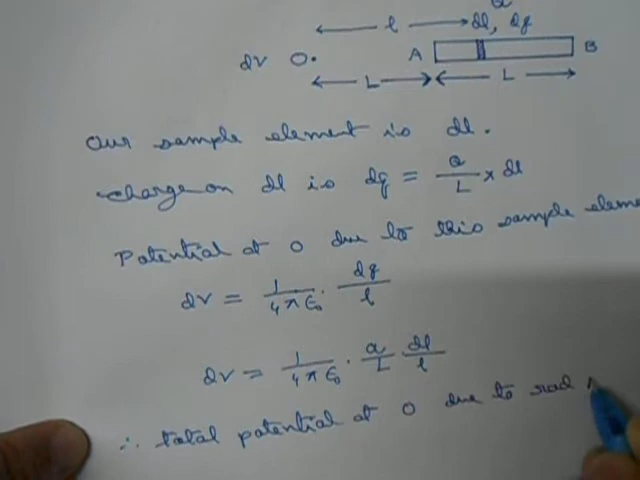 Q
l dl, dq
dV O. A B
L L
Our sample element is dl.
charge on dl is dq = Q/L × dl
Potential at O due to this sample eleme
dV = 1/4πϵ₀ · dq/l
dV = 1/4πϵ₀ · Q/L dl/l
∴ total potential at O due to rod